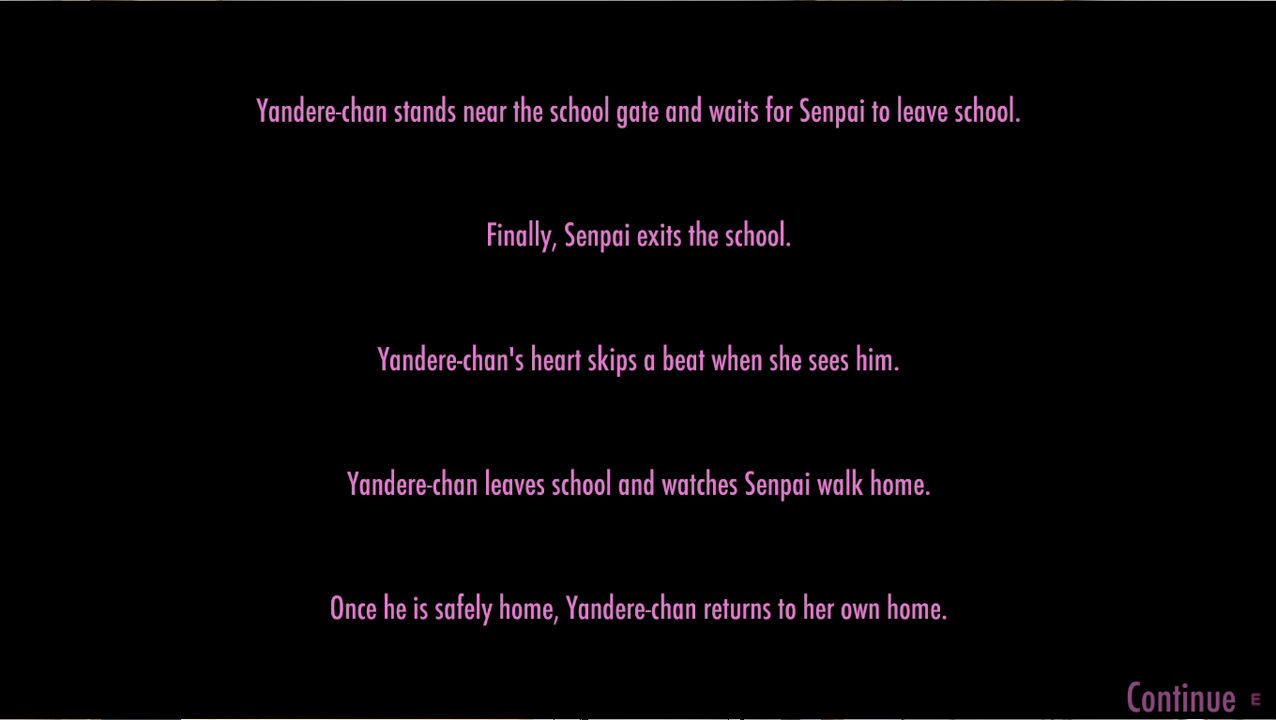 Yandere-chan stands near the school gate and waits for Senpai to leave school.
Finally, Senpai exits the school.
Yandere-chan's heart skips a beat when she sees him.
Yandere-chan leaves school and watches Senpai walk home.
Once he is safely home, Yandere-chan returns to her own home.
Continue E